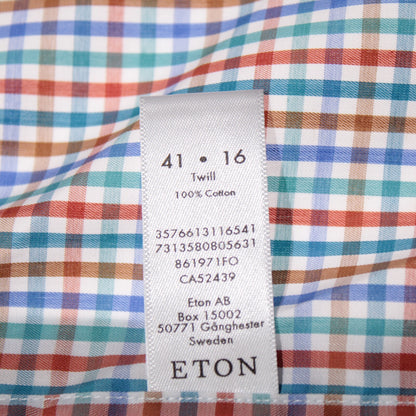 41 • 16
Twill
100% Cotton
3576613116541
7313580805631
861971FO
CA52439
Eton AB
Box 15002
50771 Gånghester
Sweden
ETON